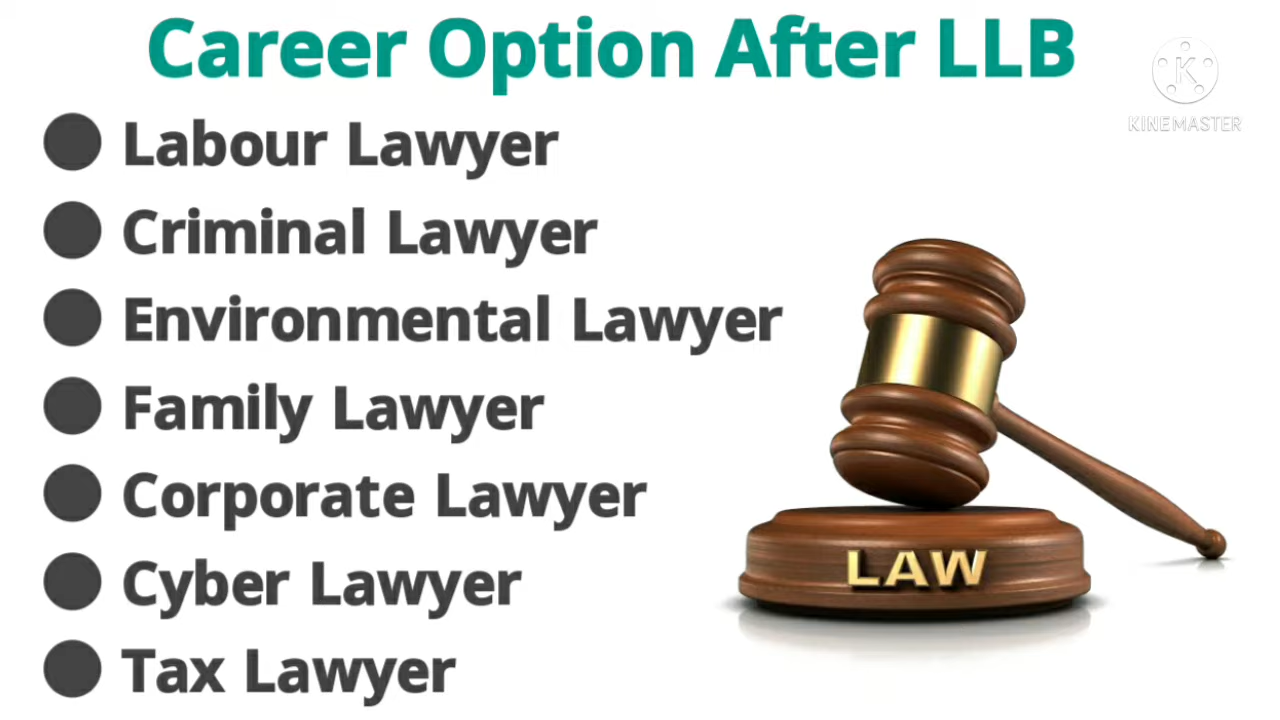 Career Option After LLB
KINEMASTER
Labour Lawyer
Criminal Lawyer
Environmental Lawyer
Family Lawyer
Corporate Lawyer
Cyber Lawyer
Tax Lawyer
K
LAW